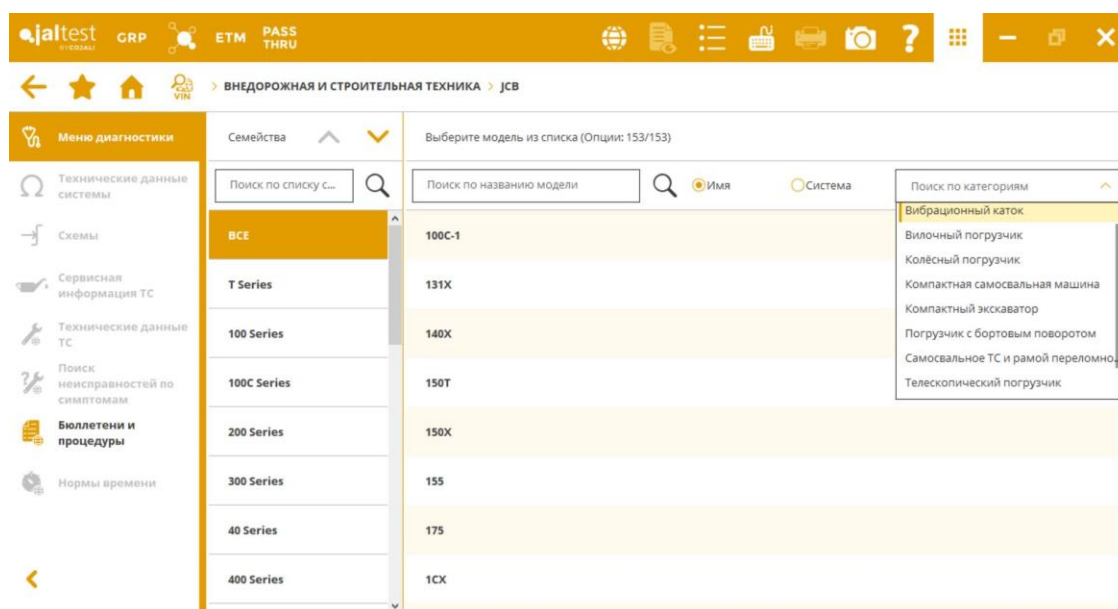 jaltest
BY COJALI
GRP
ETM
PASS
THRU
?
VIN
> ВНЕДОРОЖНАЯ И СТРОИТЕЛЬНАЯ ТЕХНИКА > JCB
Меню диагностики
Технические данные
системы
Схемы
Сервисная
информация ТС
Технические данные
ТС
Поиск
неисправностей по
симптомам
Бюллетени и
процедуры
Нормы времени
Семейства
Поиск по списку с...
ВСЕ
T Series
100 Series
100C Series
200 Series
300 Series
40 Series
400 Series
Выберите модель из списка (Опции: 153/153)
Поиск по названию модели
Имя
Система
Поиск по категориям
Вибрационный каток
Вилочный погрузчик
Колёсный погрузчик
Компактная самосвальная машина
Компактный экскаватор
Погрузчик с бортовым поворотом
Самосвальное ТС и рамой переломно...
Телескопический погрузчик
100C-1
131X
140X
150T
150X
155
175
1CX